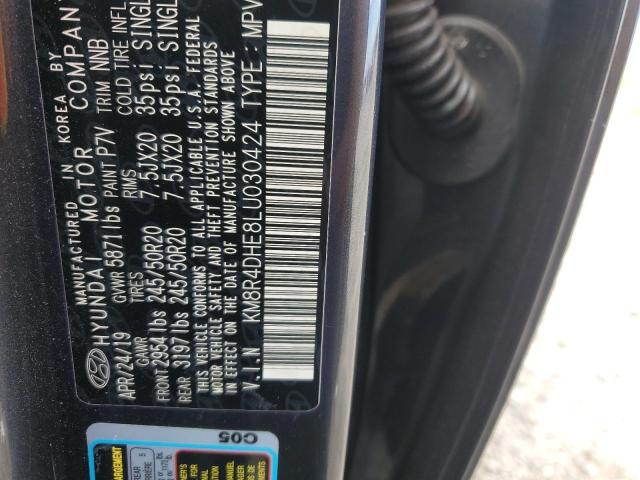 MANUFACTURED IN KOREA BY
HYUNDAI MOTOR COMPANY
APR/24/19 GVWR 5871lbs PAINT P7V TRIM NNB
GAWR TIRES RIMS COLD TIRE INFL
FRONT 2954lbs 245/50R20 7.5JX20 35psi SINGL
REAR 3197lbs 245/50R20 7.5JX20 35psi SINGL
THIS VEHICLE CONFORMS TO ALL APPLICABLE U.S.A. FEDERAL
MOTOR VEHICLE SAFETY AND THEFT PREVENTION STANDARDS
IN EFFECT ON THE DATE OF MANUFACTURE SHOWN ABOVE
V.I.N : KM8R4DHE8LU030424 TYPE : MPV
C05